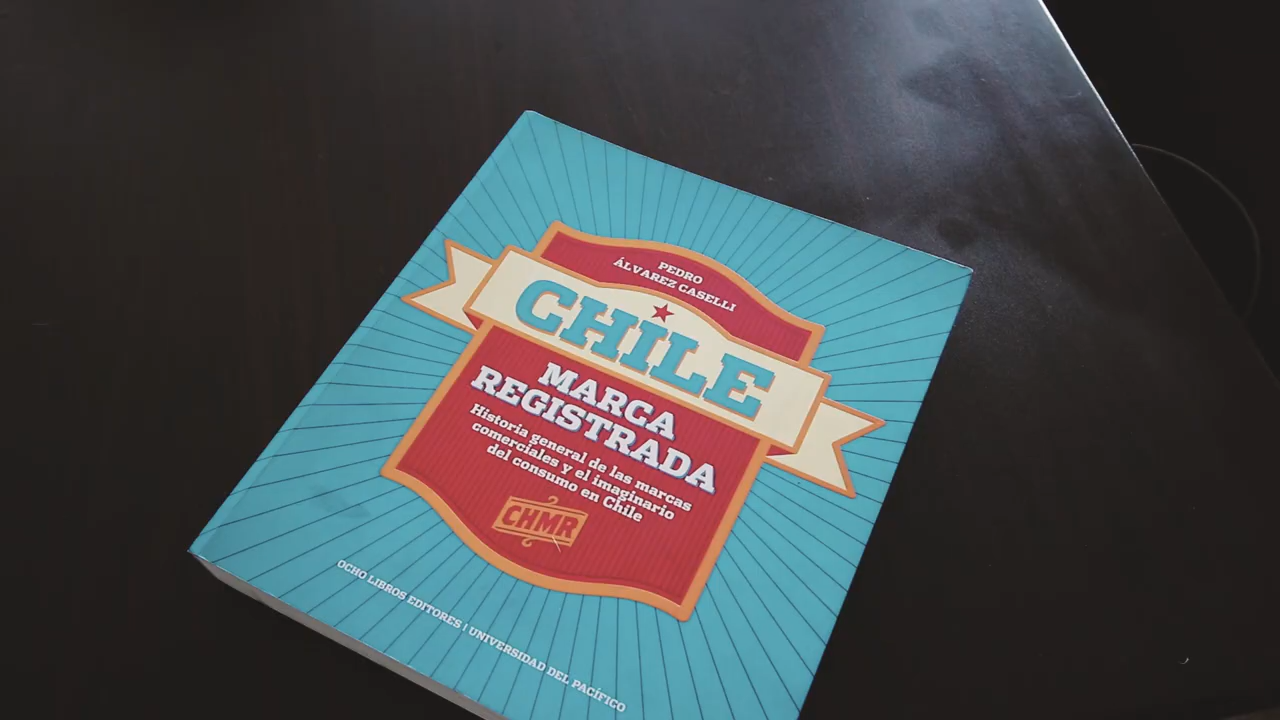 PEDRO
ÁLVAREZ CASELLI
CHILE
MARCA
REGISTRADA
Historia general de las marcas
comerciales y el imaginario
del consumo en Chile
CHMR
OCHO LIBROS EDITORES | UNIVERSIDAD DEL PACÍFICO